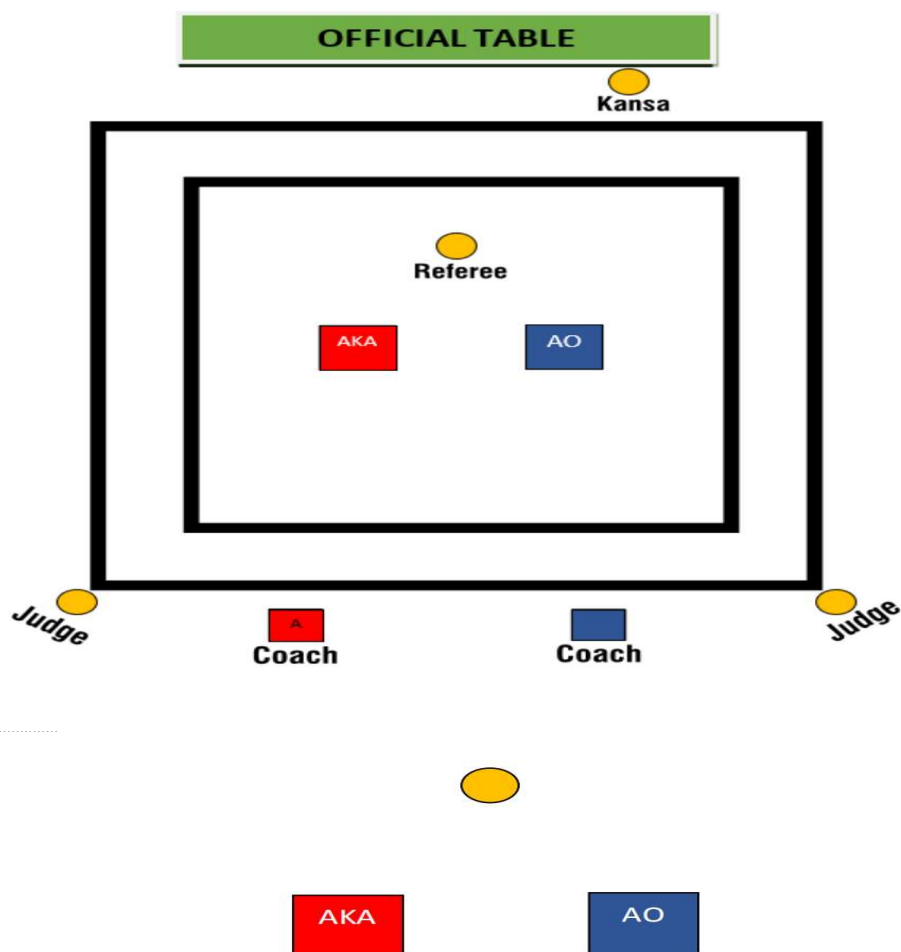 OFFICIAL TABLE
Kansa
Referee
AKA
AO
Judge
A
Coach
Coach
Judge
AKA
AO